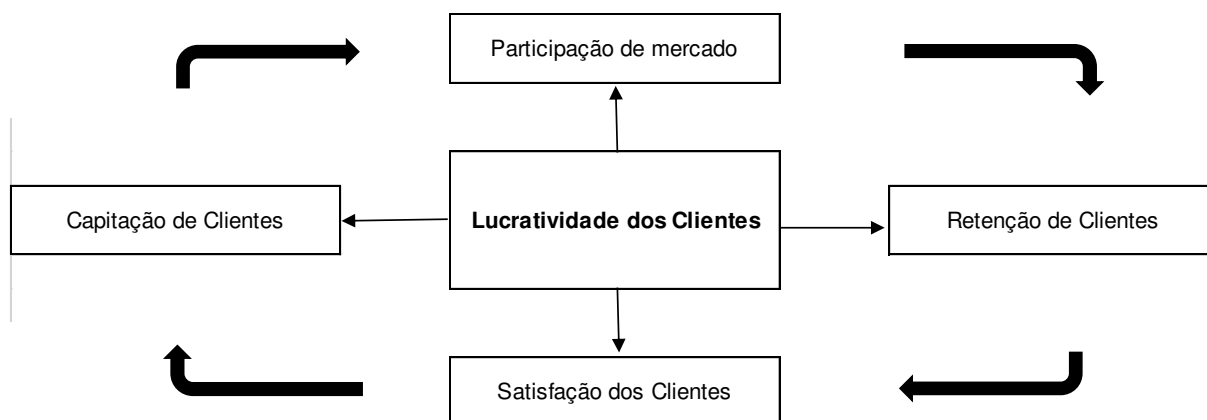 Participação de mercado
Capitação de Clientes
Lucratividade dos Clientes
Retenção de Clientes
Satisfação dos Clientes